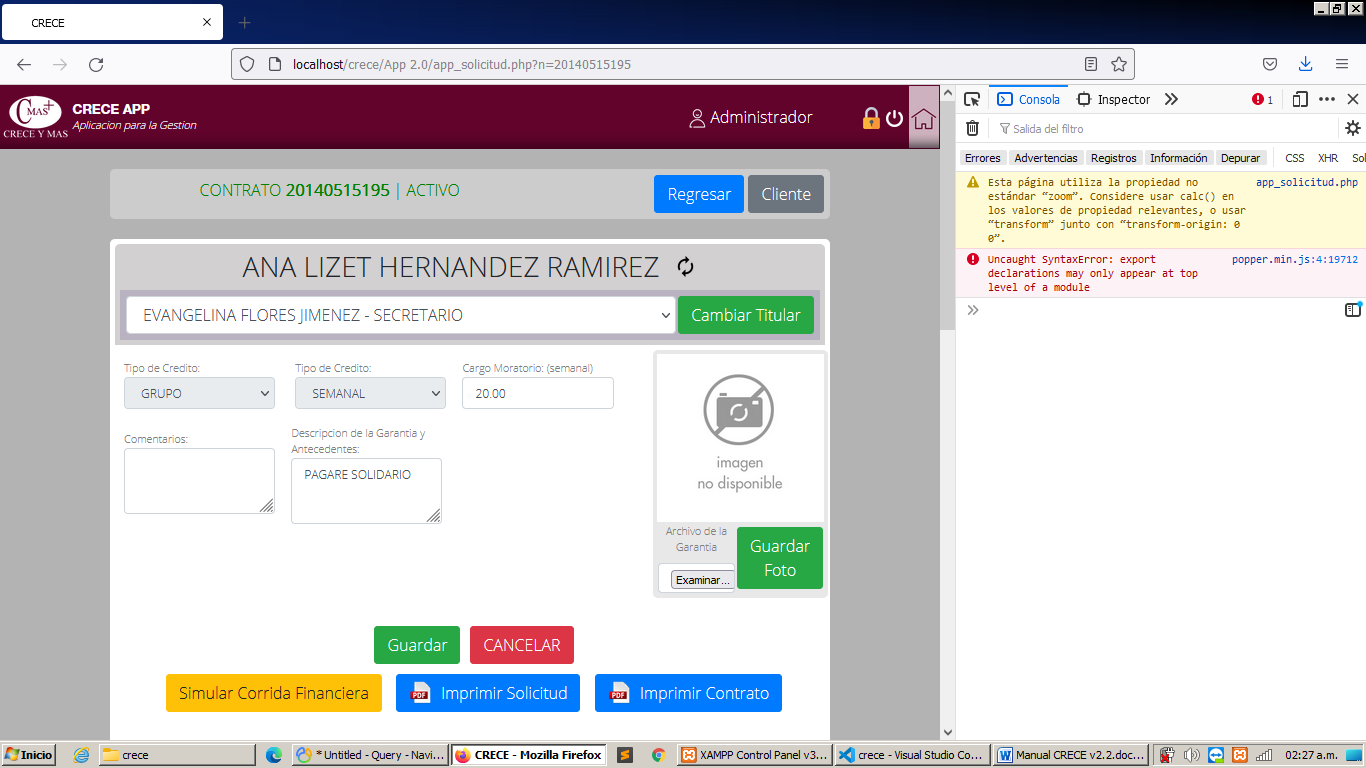 CRECE
localhost/crece/App 2.0/app_solicitud.php?n=20140515195
CMAS+
CRECE Y MAS
CRECE APP
Aplicacion para la Gestion
Administrador
CONTRATO 20140515195 | ACTIVO
Regresar
Cliente
ANA LIZET HERNANDEZ RAMIREZ
EVANGELINA FLORES JIMENEZ - SECRETARIO
Cambiar Titular
Tipo de Credito:
GRUPO
Tipo de Credito:
SEMANAL
Cargo Moratorio: (semanal)
20.00
Comentarios:
Descripcion de la Garantia y
Antecedentes:
PAGARE SOLIDARIO
imagen
no disponible
Archivo de la
Garantia
Examinar...
Guardar
Foto
Guardar
CANCELAR
Simular Corrida Financiera
PDF Imprimir Solicitud
PDF Imprimir Contrato
Consola
Inspector
1
Salida del filtro
Errores
Advertencias
Registros
Información
Depurar
CSS
XHR
Sol
Esta página utiliza la propiedad no app_solicitud.php
estándar “zoom”. Considere usar calc() en
los valores de propiedad relevantes, o usar
“transform” junto con “transform-origin: 0
0”.
Uncaught SyntaxError: export popper.min.js:4:19712
declarations may only appear at top
level of a module
Inicio
crece
* Untitled - Query - Navi...
CRECE - Mozilla Firefox
XAMPP Control Panel v3...
crece - Visual Studio Co...
Manual CRECE v2.2.doc...
02:27 a.m.